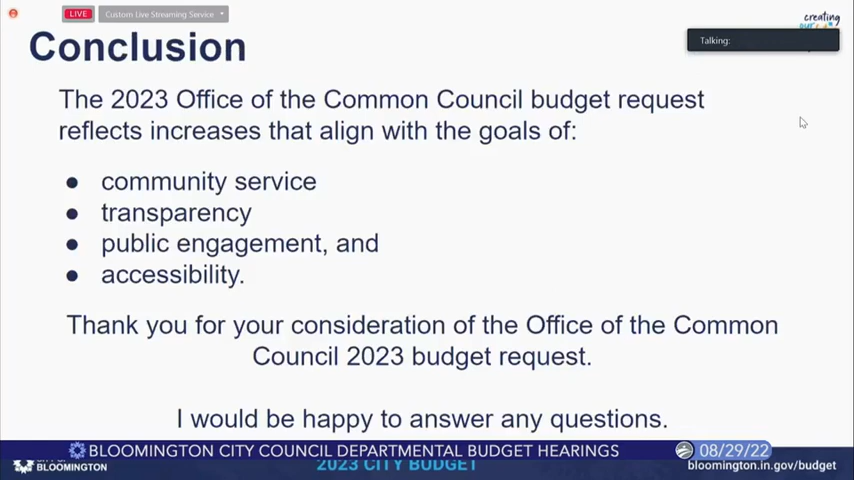 LIVE
Custom Live Streaming Service
creating
Talking:
Conclusion
The 2023 Office of the Common Council budget request
reflects increases that align with the goals of:
● community service
● transparency
● public engagement, and
● accessibility.
Thank you for your consideration of the Office of the Common
Council 2023 budget request.
I would be happy to answer any questions.
BLOOMINGTON CITY COUNCIL DEPARTMENTAL BUDGET HEARINGS
08/29/22
BLOOMINGTON
2023 CITY BUDGET
bloomington.in.gov/budget